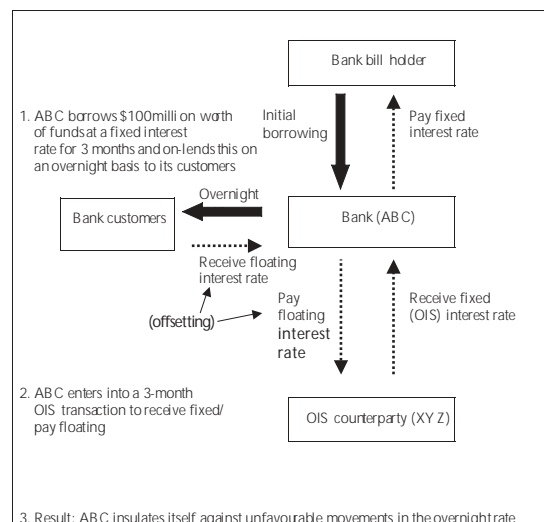 Bank bill holder
1. ABC borrows $100 million worth
of funds at a fixed interest
rate for 3 months and on-lends this on
an overnight basis to its customers
Initial
borrowing
Pay fixed
interest rate
Overnight
Bank customers
Bank (ABC)
Receive floating
interest rate
Pay
floating
interest
rate
Receive fixed
(OIS) interest rate
(offsetting)
2. ABC enters into a 3-month
OIS transaction to receive fixed/
pay floating
OIS counterparty (XYZ)
3. Result: ABC insulates itself against unfavourable movements in the overnight rate